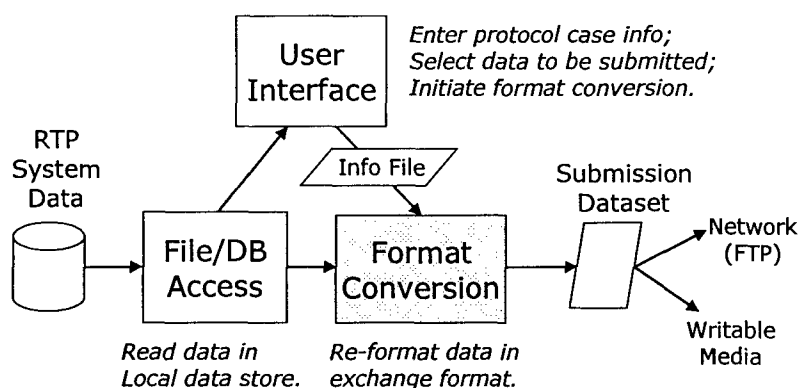 User
Interface
Enter protocol case info;
Select data to be submitted;
Initiate format conversion.
RTP
System
Data
Info File
Submission
Dataset
File/DB
Access
Format
Conversion
Network
(FTP)
Writable
Media
Read data in
Local data store.
Re-format data in
exchange format.